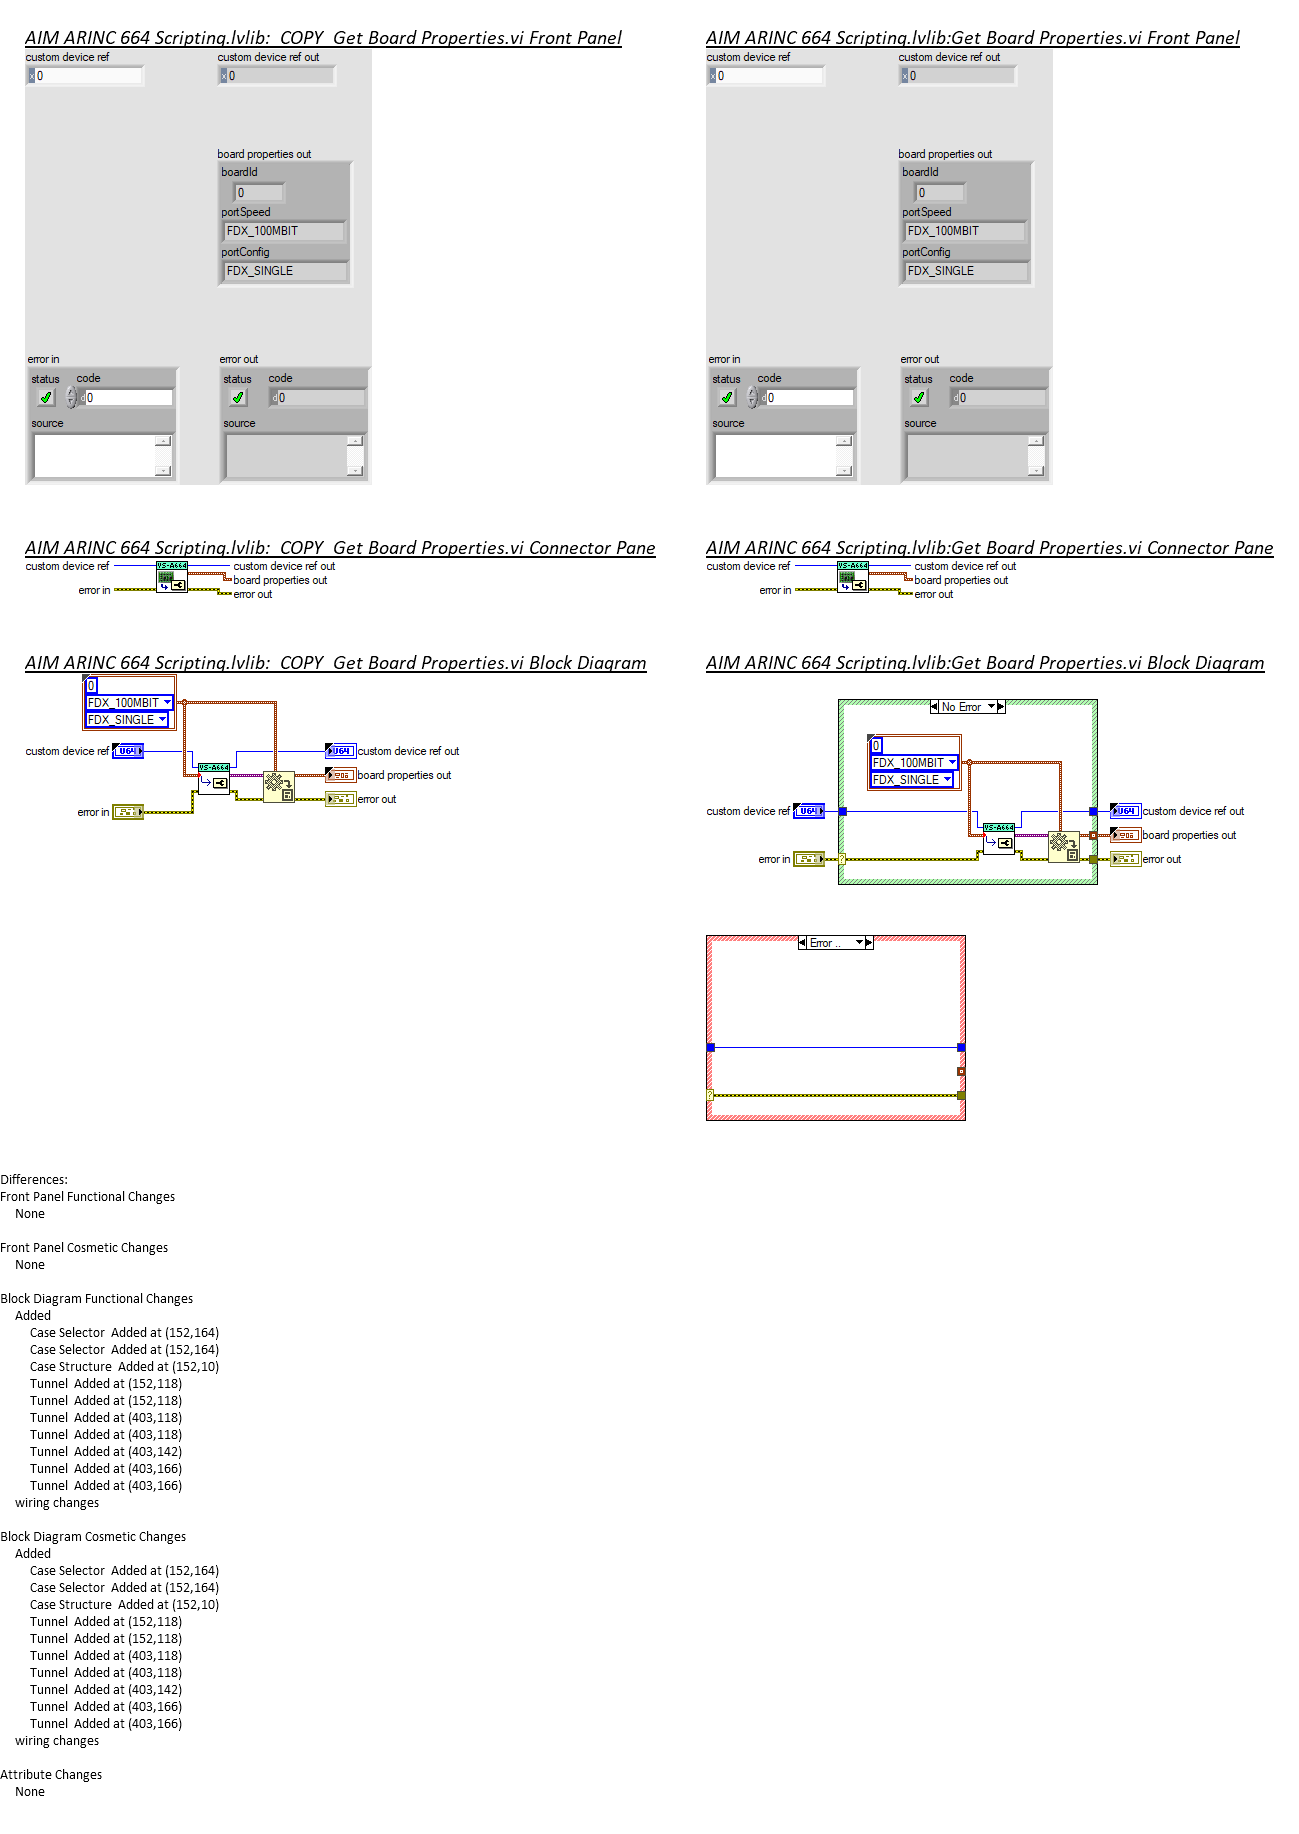 AIM ARINC 664 Scripting.lvlib:_COPY_Get Board Properties.vi Front Panel
custom device ref
custom device ref out
x 0
x 0
board properties out
boardId
0
portSpeed
FDX_100MBIT
portConfig
FDX_SINGLE
error in
error out
status code
status code
d 0
d 0
source
source
AIM ARINC 664 Scripting.lvlib:Get Board Properties.vi Front Panel
custom device ref
custom device ref out
x 0
x 0
board properties out
boardId
0
portSpeed
FDX_100MBIT
portConfig
FDX_SINGLE
error in
error out
status code
status code
d 0
d 0
source
source
AIM ARINC 664 Scripting.lvlib:_COPY_Get Board Properties.vi Connector Pane
custom device ref
VS-A664
custom device ref out
board properties out
error in
error out
AIM ARINC 664 Scripting.lvlib:Get Board Properties.vi Connector Pane
custom device ref
VS-A664
custom device ref out
board properties out
error in
error out
AIM ARINC 664 Scripting.lvlib:_COPY_Get Board Properties.vi Block Diagram
0
FDX_100MBIT
FDX_SINGLE
custom device ref
U64
U64
custom device ref out
VS-A664
board properties out
error out
error in
AIM ARINC 664 Scripting.lvlib:Get Board Properties.vi Block Diagram
No Error
0
FDX_100MBIT
FDX_SINGLE
custom device ref
U64
U64
custom device ref out
VS-A664
board properties out
error in
?
error out
Error ..
?
Differences:
Front Panel Functional Changes
None
Front Panel Cosmetic Changes
None
Block Diagram Functional Changes
Added
Case Selector Added at (152,164)
Case Selector Added at (152,164)
Case Structure Added at (152,10)
Tunnel Added at (152,118)
Tunnel Added at (152,118)
Tunnel Added at (403,118)
Tunnel Added at (403,118)
Tunnel Added at (403,142)
Tunnel Added at (403,166)
Tunnel Added at (403,166)
wiring changes
Block Diagram Cosmetic Changes
Added
Case Selector Added at (152,164)
Case Selector Added at (152,164)
Case Structure Added at (152,10)
Tunnel Added at (152,118)
Tunnel Added at (152,118)
Tunnel Added at (403,118)
Tunnel Added at (403,118)
Tunnel Added at (403,142)
Tunnel Added at (403,166)
Tunnel Added at (403,166)
wiring changes
Attribute Changes
None